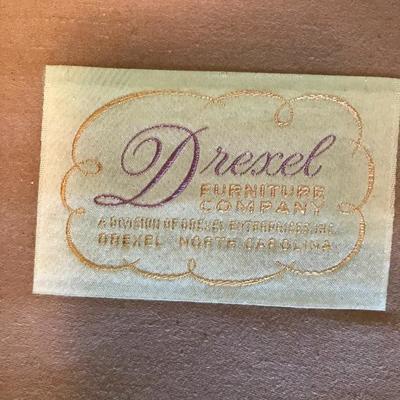 Drexel
FURNITURE
COMPANY
A DIVISION OF DREXEL ENTERPRISES, INC.
DREXEL NORTH CAROLINA